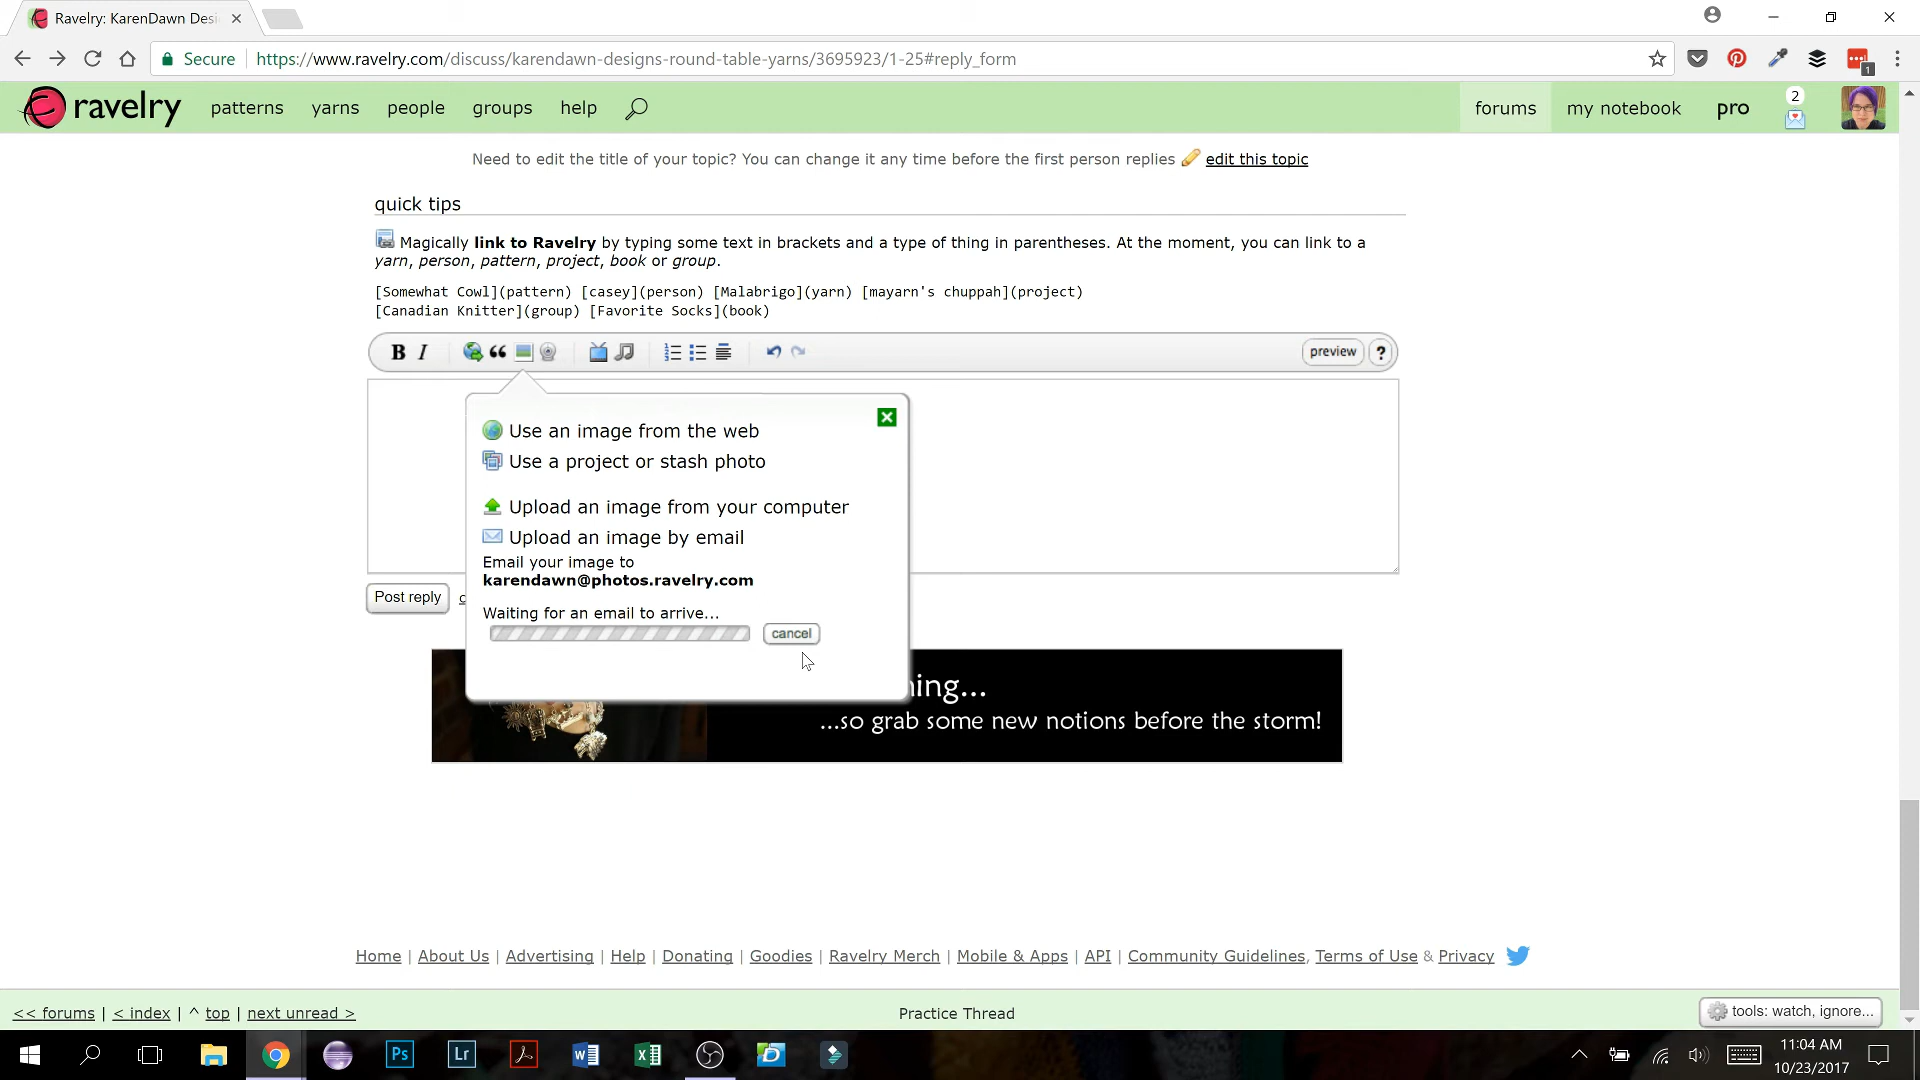 Ravelry: KarenDawn Desi
Secure
https://www.ravelry.com/discuss/karendawn-designs-round-table-yarns/3695923/1-25#reply_form
1
ravelry patterns yarns people groups help forums my notebook pro 2
Need to edit the title of your topic? You can change it any time before the first person replies edit this topic
quick tips
Magically link to Ravelry by typing some text in brackets and a type of thing in parentheses. At the moment, you can link to a
yarn, person, pattern, project, book or group.
[Somewhat Cowl](pattern) [casey](person) [Malabrigo](yarn) [mayarn's chuppah](project)
[Canadian Knitter](group) [Favorite Socks](book)
B I preview ?
Use an image from the web
Use a project or stash photo
Upload an image from your computer
Upload an image by email
Email your image to
karendawn@photos.ravelry.com
Waiting for an email to arrive...
cancel
Post reply
...so grab some new notions before the storm!
Home | About Us | Advertising | Help | Donating | Goodies | Ravelry Merch | Mobile & Apps | API | Community Guidelines, Terms of Use & Privacy
<< forums | < index | ^ top | next unread > Practice Thread tools: watch, ignore...
Ps Lr
11:04 AM
10/23/2017